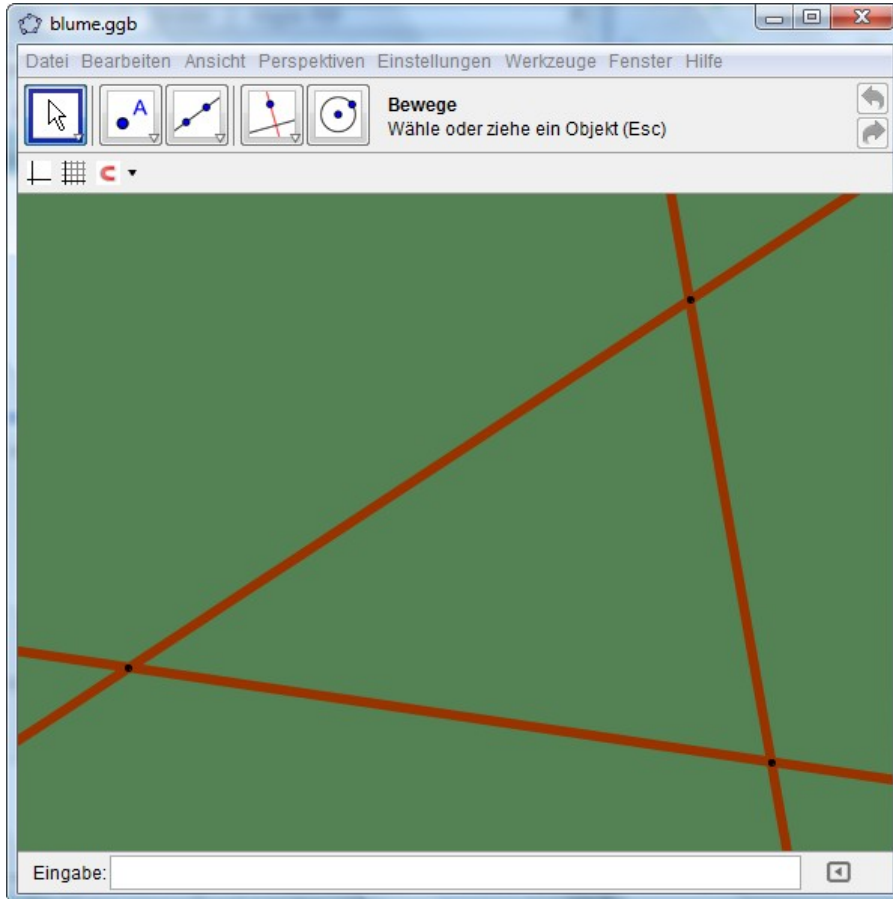 blume.ggb
Datei Bearbeiten Ansicht Perspektiven Einstellungen Werkzeuge Fenster Hilfe
A
Bewege
Wähle oder ziehe ein Objekt (Esc)
Eingabe: